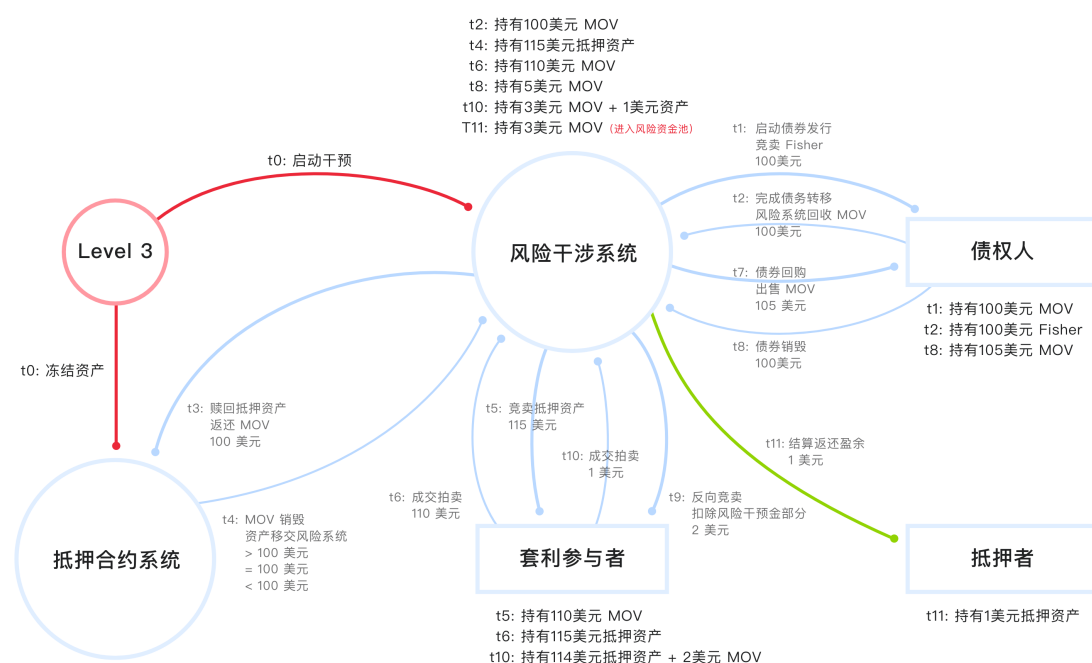 t2: 持有100美元 MOV
t4: 持有115美元抵押资产
t6: 持有110美元 MOV
t8: 持有5美元 MOV
t10: 持有3美元 MOV + 1美元资产
T11: 持有3美元 MOV (进入风险资金池)
t0: 启动干预
t1: 启动债券发行
竞卖 Fisher
100美元
t2: 完成债务转移
风险系统回收 MOV
100美元
Level 3
风险干涉系统
债权人
t7: 债券回购
出售 MOV
105 美元
t1: 持有100美元 MOV
t2: 持有100美元 Fisher
t8: 持有105美元 MOV
t8: 债券销毁
100美元
t0: 冻结资产
t3: 赎回抵押资产
返还 MOV
100 美元
t5: 竞卖抵押资产
115 美元
t10: 成交拍卖
1 美元
t11: 结算返还盈余
1 美元
t6: 成交拍卖
110 美元
t9: 反向竞卖
扣除风险干预金部分
2 美元
t4: MOV 销毁
资产移交风险系统
> 100 美元
= 100 美元
< 100 美元
抵押合约系统
套利参与者
抵押者
t5: 持有110美元 MOV
t6: 持有115美元抵押资产
t10: 持有114美元抵押资产 + 2美元 MOV
t11: 持有1美元抵押资产